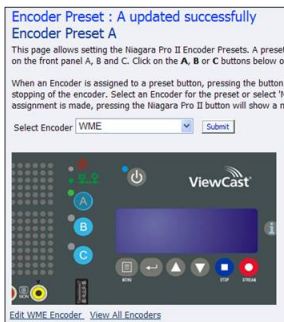 Encoder Preset : A updated successfully
Encoder Preset A
This page allows setting the Niagara Pro II Encoder Presets. A preset
on the front panel A, B and C. Click on the A, B or C buttons below o
When an Encoder is assigned to a preset button, pressing the button
stopping of the encoder. Select an Encoder for the preset or select 'N
assignment is made, pressing the Niagara Pro II button will show a m
Select Encoder WME Submit
ViewCast
A
B
C
MENU STOP STREAM
Edit WME Encoder View All Encoders